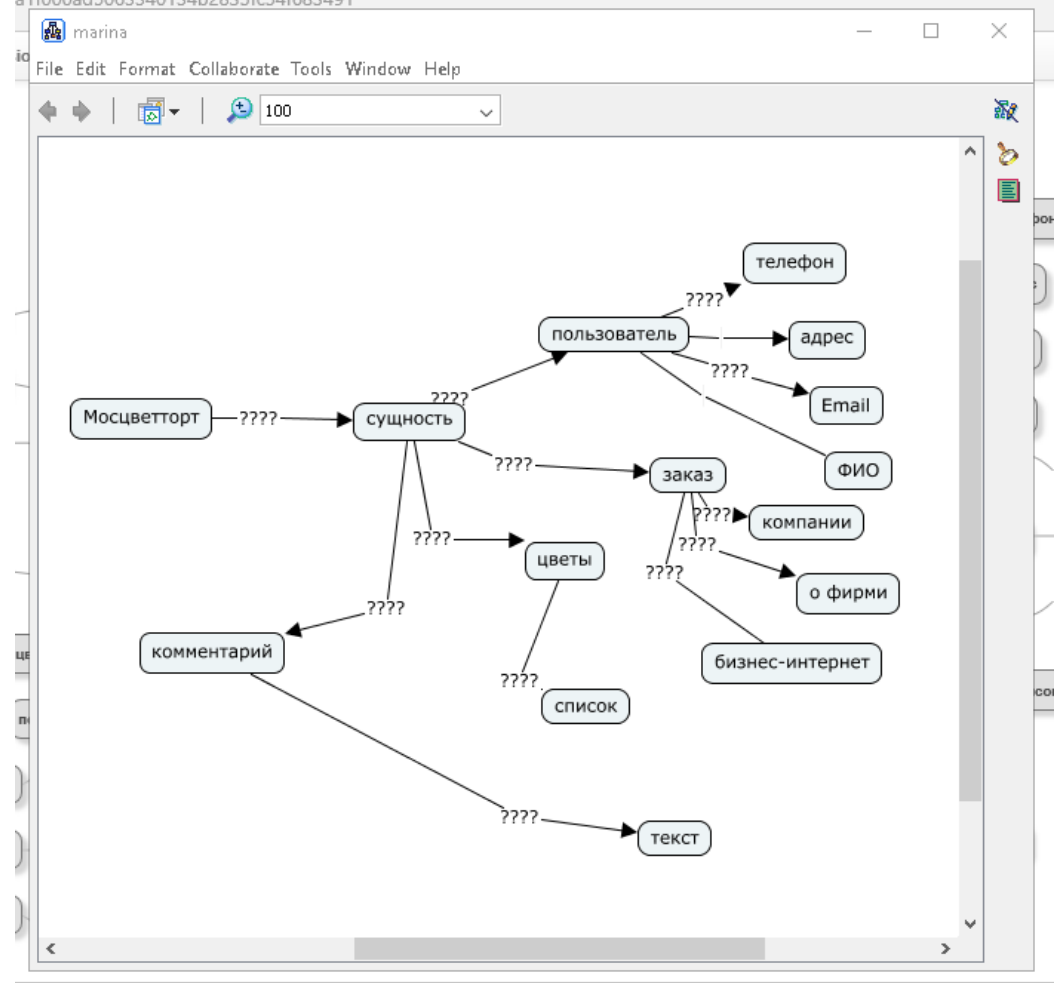 marina
File Edit Format Collaborate Tools Window Help
100
телефон
????
пользователь
адрес
????
Email
????
Мосцветторт
????
сущность
ФИО
????
заказ
????
компании
????
????
цветы
о фирми
????
????
комментарий
бизнес-интернет
????
список
????
текст